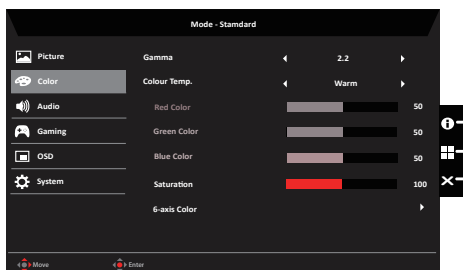 Mode - Standard
Picture
Gamma 2.2
Color
Colour Temp. Warm
Audio
Red Color 50
Gaming
Green Color 50
OSD
Blue Color 50
System
Saturation 100
6-axis Color
Move Enter